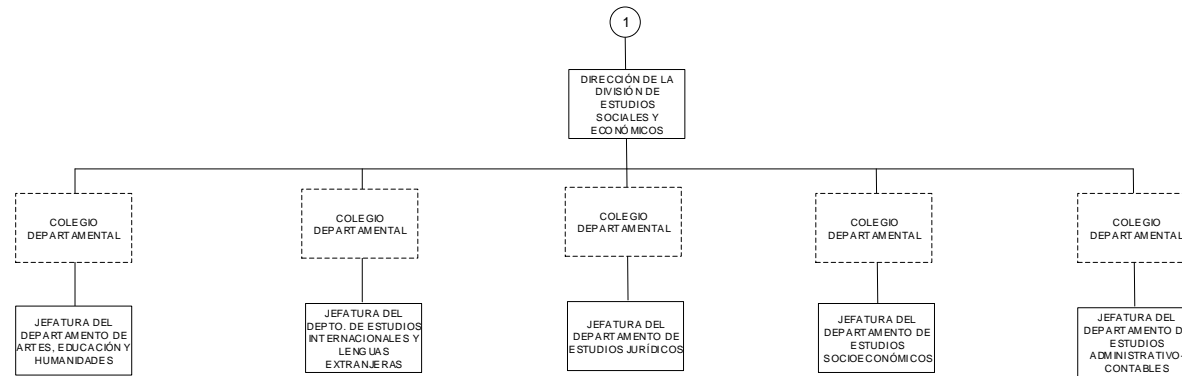 1
DIRECCIÓN DE LA
DIVISIÓN DE
ESTUDIOS
SOCIALES Y
ECONÓMICOS
COLEGIO
DEPARTAMENTAL
COLEGIO
DEPARTAMENTAL
COLEGIO
DEPARTAMENTAL
COLEGIO
DEPARTAMENTAL
COLEGIO
DEPARTAMENTAL
JEFATURA DEL
DEPARTAMENTO DE
ARTES, EDUCACIÓN Y
HUMANIDADES
JEFATURA DEL
DEPTO. DE ESTUDIOS
INTERNACIONALES Y
LENGUAS
EXTRANJERAS
JEFATURA DEL
DEPARTAMENTO DE
ESTUDIOS JURÍDICOS
JEFATURA DEL
DEPARTAMENTO DE
ESTUDIOS
SOCIOECONÓMICOS
JEFATURA DEL
DEPARTAMENTO D
ESTUDIOS
ADMINISTRATIVO-
CONTABLES